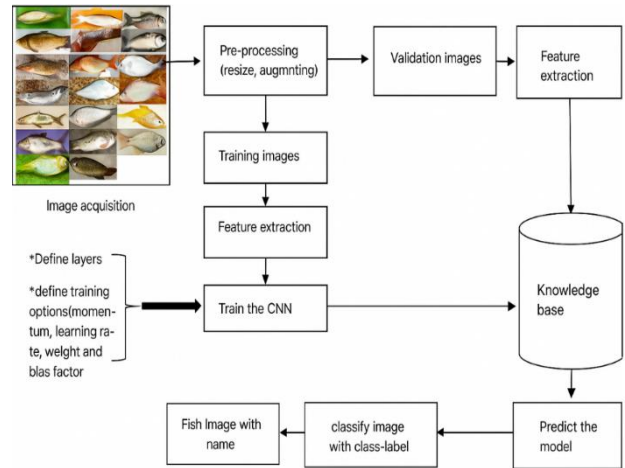 Pre-processing
(resize, augmnting)
Validation images
Feature
extraction
Training images
Image acquisition
Feature extraction
*Define layers
*define training
options(momen-
tum, learning ra-
te, weight and
blas factor
Train the CNN
Knowledge
base
Fish Image with
name
classify image
with class-label
Predict the
model